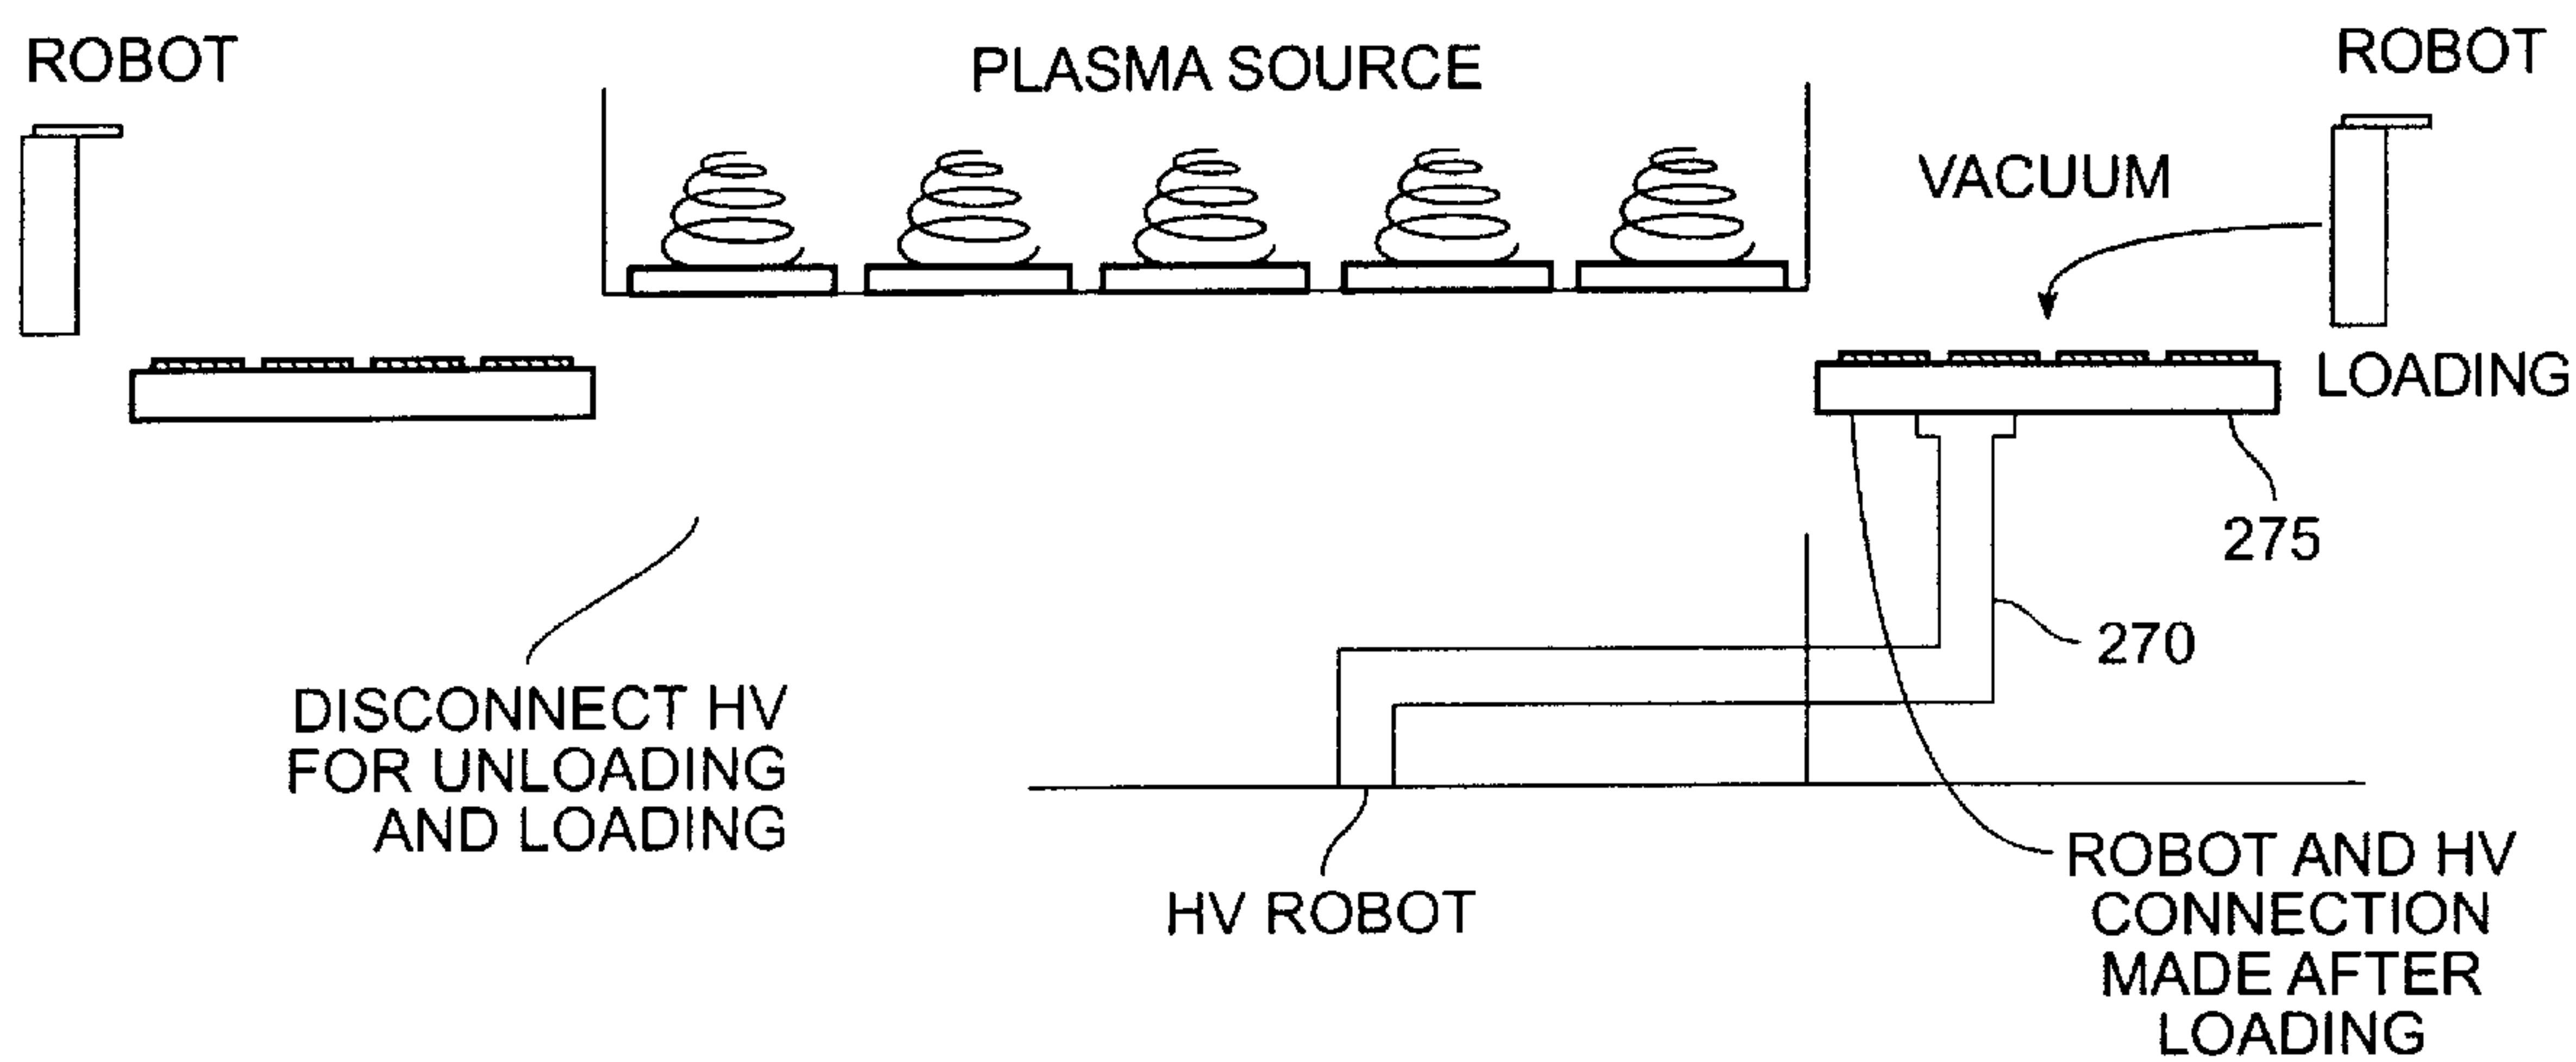 ROBOT
PLASMA SOURCE
ROBOT
VACUUM
LOADING
275
270
DISCONNECT HV
FOR UNLOADING
AND LOADING
HV ROBOT
ROBOT AND HV
CONNECTION
MADE AFTER
LOADING